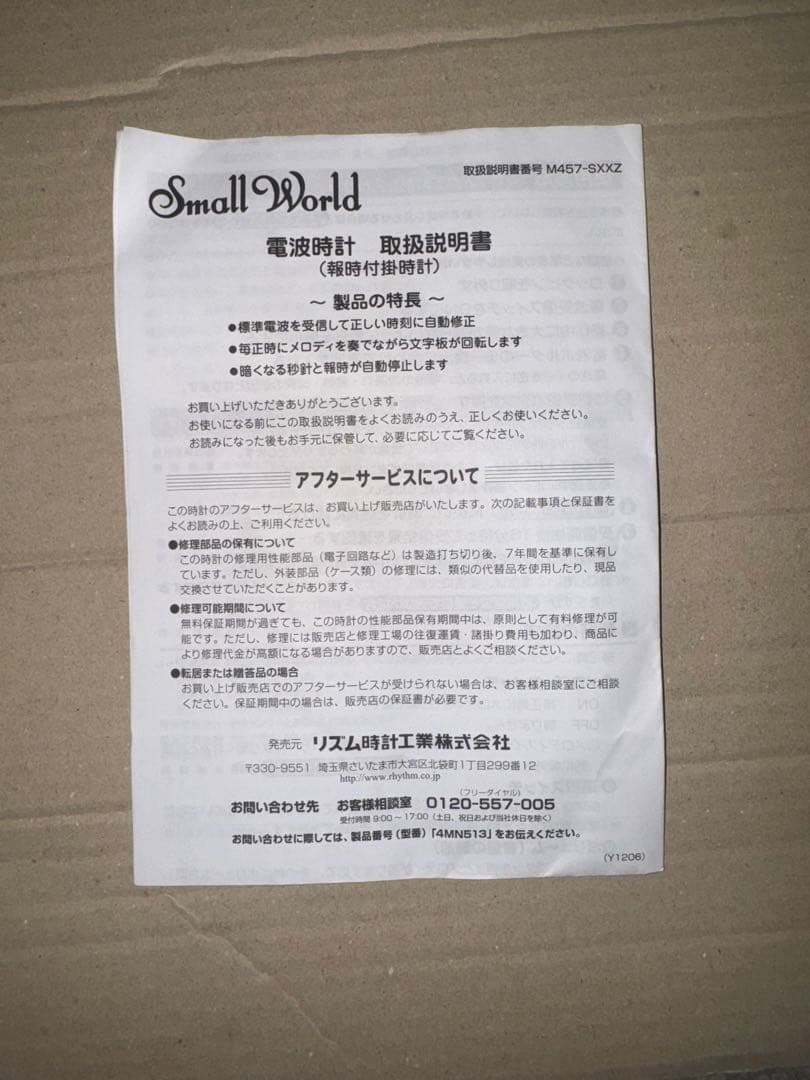 取扱説明書番号 M457-SXXZ
Small World
電波時計 取扱説明書
(報時付掛時計)
～ 製品の特長 ～
●標準電波を受信して正しい時刻に自動修正
●毎正時にメロディを奏でながら文字板が回転します
●暗くなる秒針と報時が自動停止します
お買い上げいただきありがとうございます。
お使いになる前にこの取扱説明書をよくお読みのうえ、正しくお使いください。
お読みになった後もお手元に保管して、必要に応じてご覧ください。
アフターサービスについて
この時計のアフターサービスは、お買い上げ販売店がいたします。次の記載事項と保証書を
よくお読みの上、ご利用ください。
●修理部品の保有について
この時計の修理用性能部品（電子回路など）は製造打ち切り後、7年間を基準に保有し
ています。ただし、外装部品（ケース類）の修理には、類似の代替品を使用したり、現品
交換させていただくことがあります。
●修理可能期間について
無料保証期間が過ぎても、この時計の性能部品保有期間中は、原則として有料修理が可
能です。ただし、修理には販売店と修理工場の往復運賃・諸掛り費用も加わり、商品に
より修理代金が高額になる場合がありますので、販売店とよくご相談ください。
●転居または贈答品の場合
お買い上げ販売店でのアフターサービスが受けられない場合は、お客様相談室にご相談
ください。保証期間中の場合は、販売店の保証書が必要です。
発売元 リズム時計工業株式会社
〒330-9551 埼玉県さいたま市大宮区北袋町1丁目299番12
http://www.rhythm.co.jp
(フリーダイヤル)
お問い合わせ先 お客様相談室 0120-557-005
受付時間 9:00～17:00（土日、祝日および当社休日を除く）
お問い合わせに際しては、製品番号(型番)「4MN513」をお伝えください。
(Y1206)